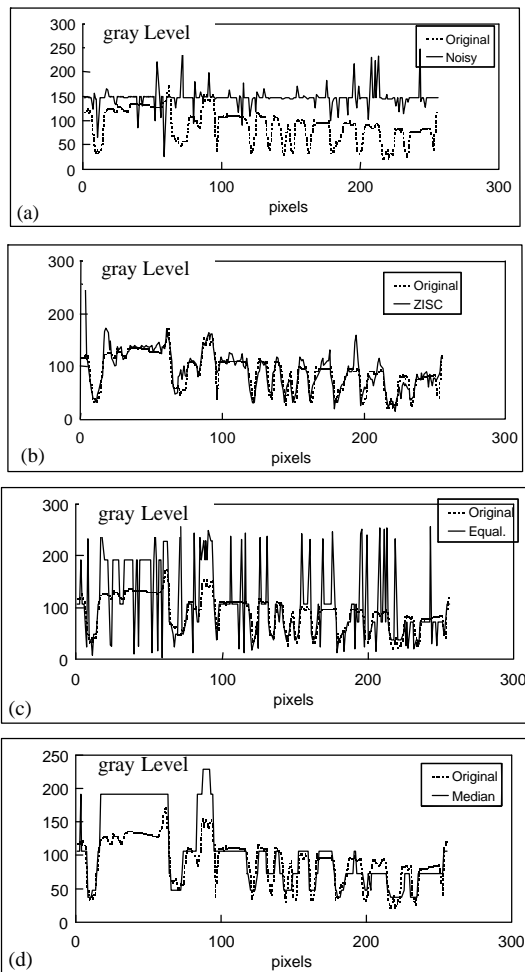 gray Level
300
250
200
150
100
50
0
Original
Noisy
0
100
200
300
pixels
(a)
gray Level
300
200
100
0
Original
ZISC
0
100
200
300
pixels
(b)
gray Level
300
200
100
0
Original
Equal.
0
100
200
300
pixels
(c)
gray Level
250
200
150
100
50
0
Original
Median
0
100
200
300
pixels
(d)